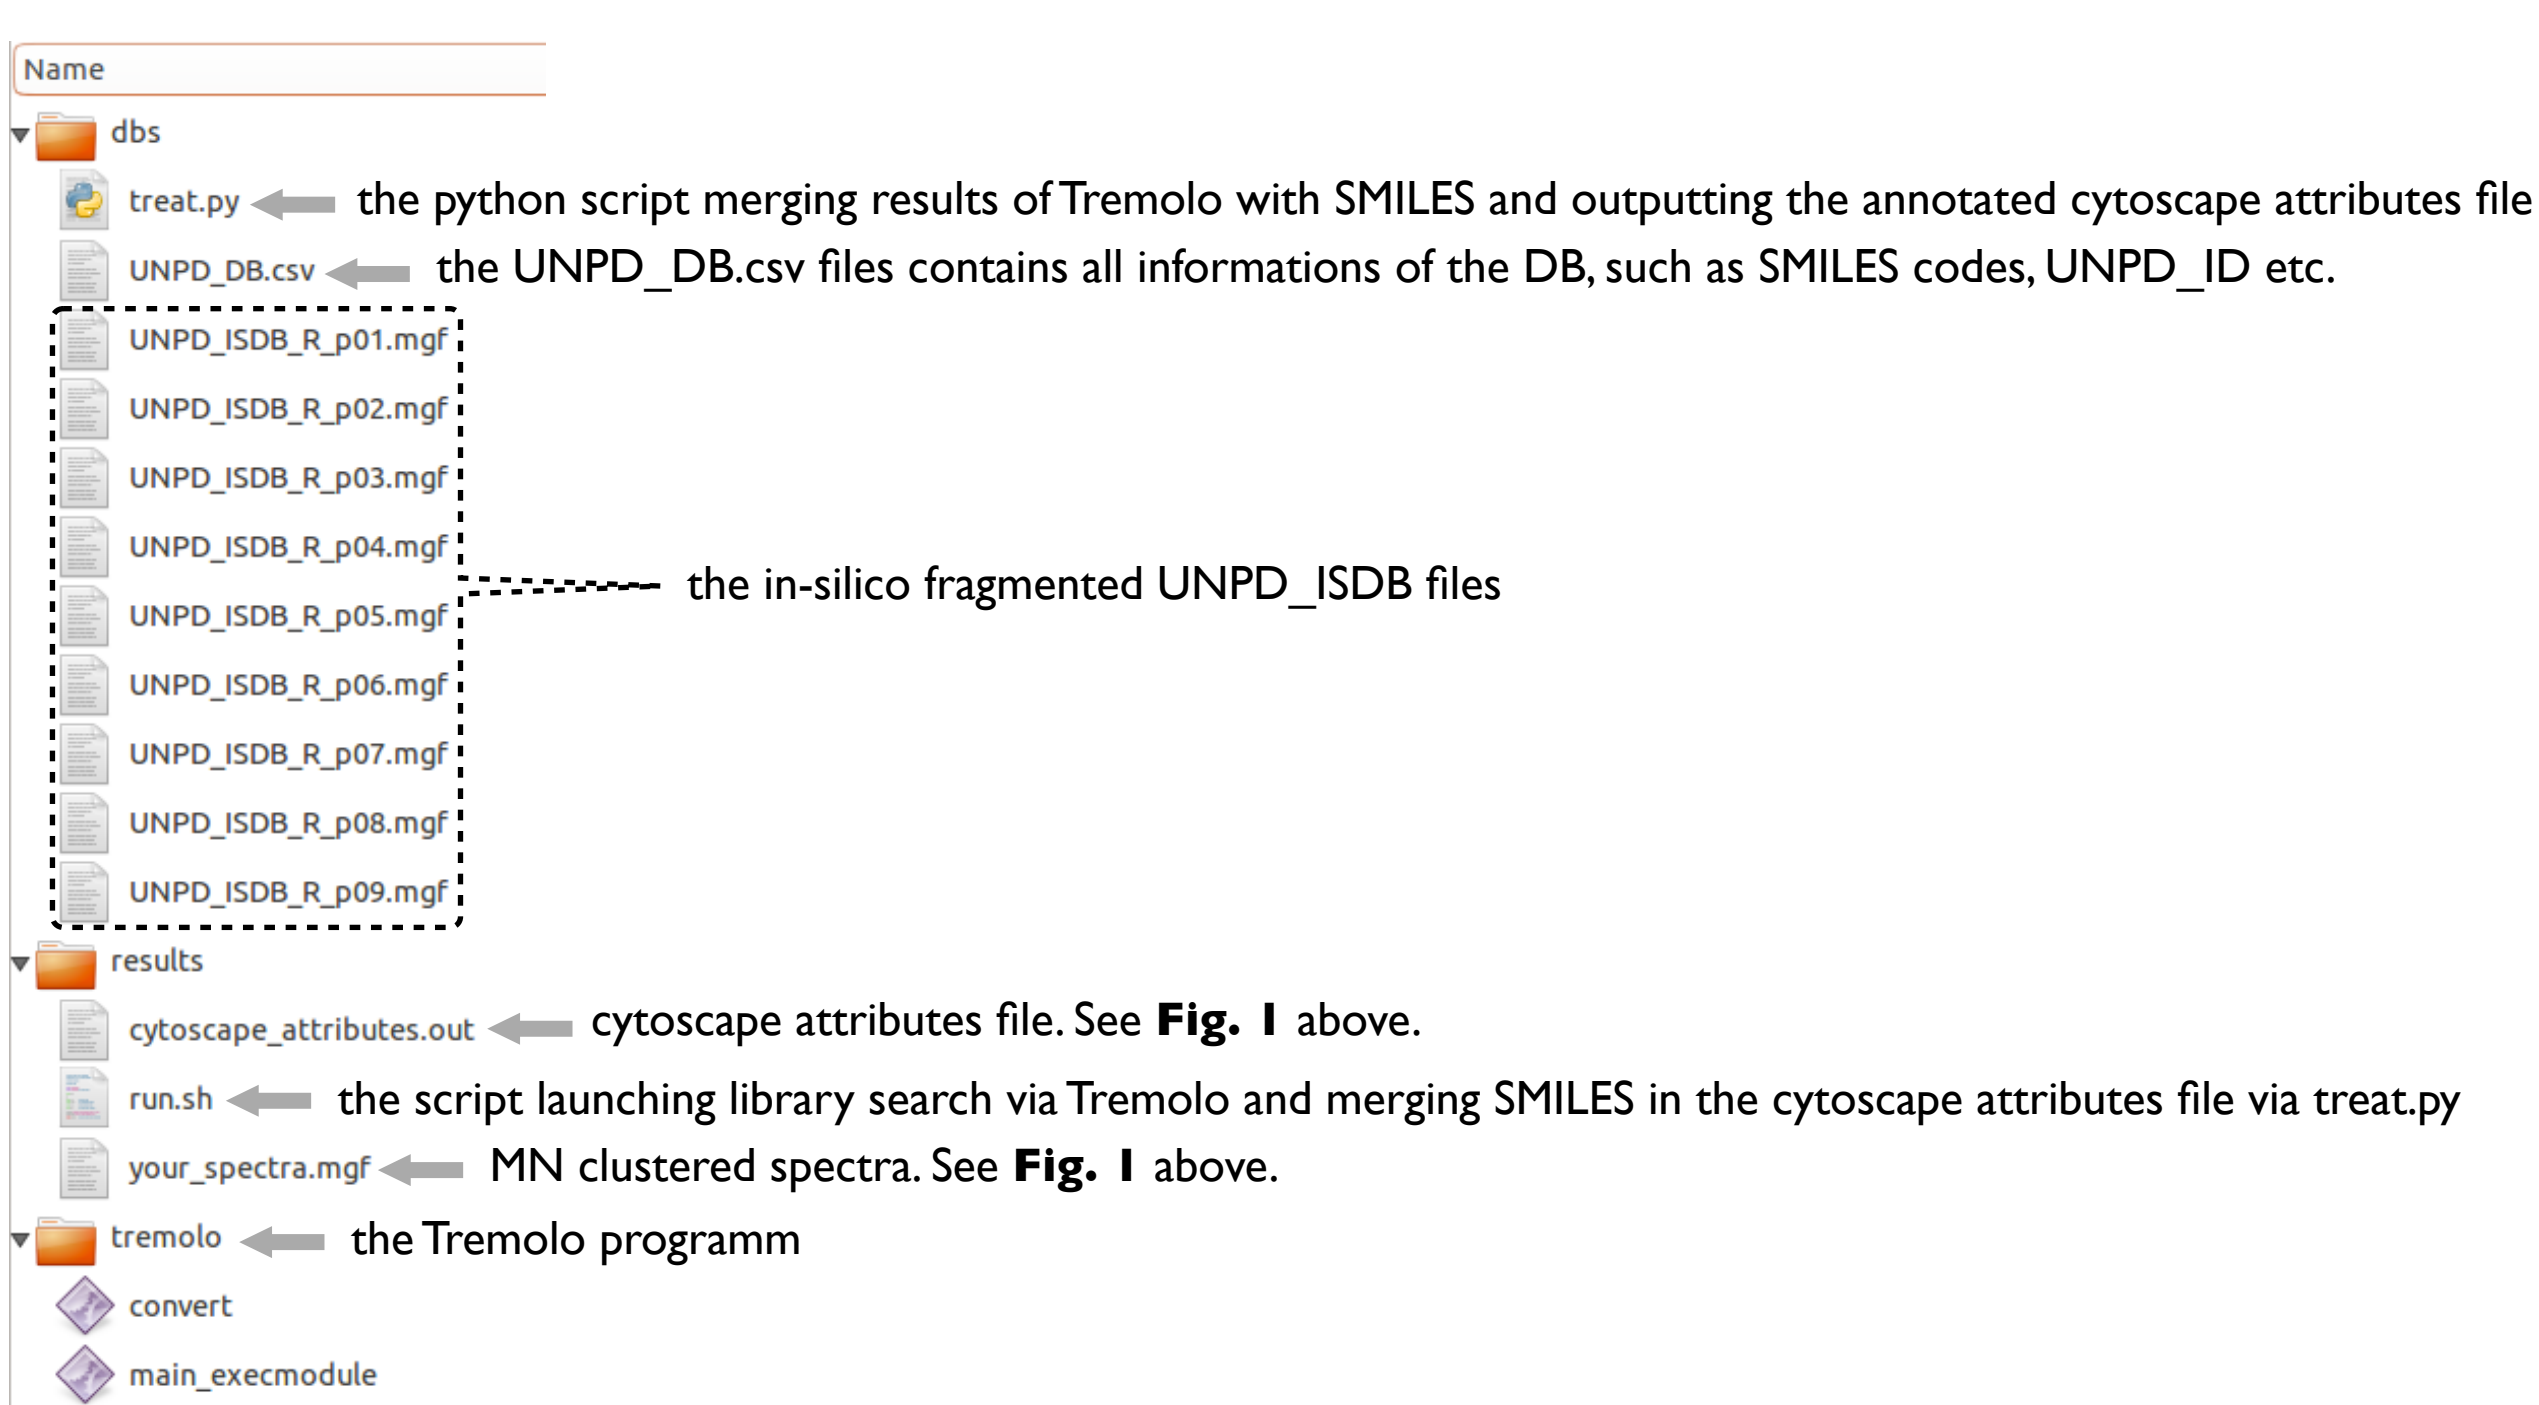 Name
dbs
treat.py the python script merging results of Tremolo with SMILES and outputting the annotated cytoscape attributes file
UNPD_DB.csv the UNPD_DB.csv files contains all informations of the DB, such as SMILES codes, UNPD_ID etc.
UNPD_ISDB_R_p01.mgf
UNPD_ISDB_R_p02.mgf
UNPD_ISDB_R_p03.mgf
UNPD_ISDB_R_p04.mgf
the in-silico fragmented UNPD_ISDB files
UNPD_ISDB_R_p05.mgf
UNPD_ISDB_R_p06.mgf
UNPD_ISDB_R_p07.mgf
UNPD_ISDB_R_p08.mgf
UNPD_ISDB_R_p09.mgf
results
cytoscape_attributes.out cytoscape attributes file. See Fig. 1 above.
run.sh the script launching library search via Tremolo and merging SMILES in the cytoscape attributes file via treat.py
your_spectra.mgf MN clustered spectra. See Fig. 1 above.
tremolo the Tremolo programm
convert
main_execmodule